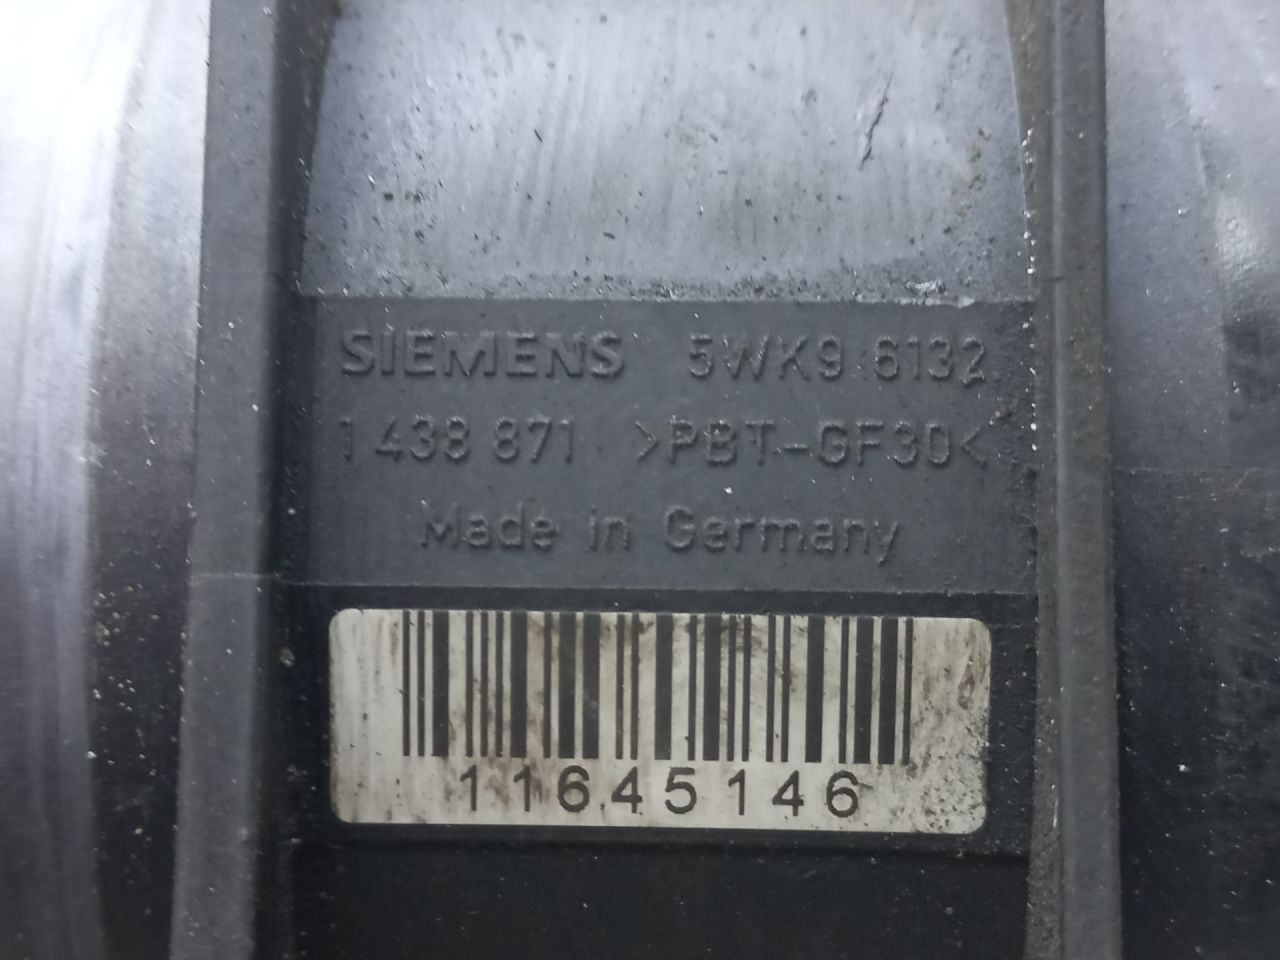 SIEMENS 5WK9 6132
1 438 871 >PBT-GF30<
Made in Germany
11645146